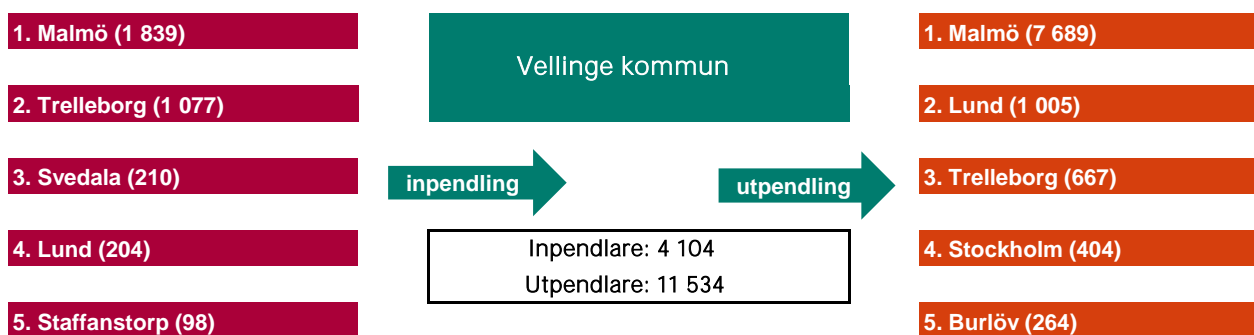 1. Malmö (1 839)
2. Trelleborg (1 077)
3. Svedala (210)
4. Lund (204)
5. Staffanstorp (98)
Vellinge kommun
inpendling
utpendling
Inpendlare: 4 104
Utpendlare: 11 534
1. Malmö (7 689)
2. Lund (1 005)
3. Trelleborg (667)
4. Stockholm (404)
5. Burlöv (264)